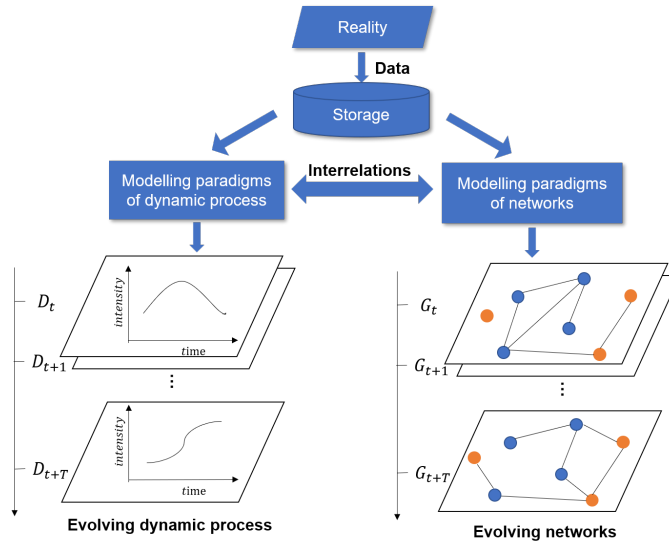 Reality
Data
Storage
Modelling paradigms
of dynamic process
Interrelations
Modelling paradigms
of networks
D_t
intensity
time
D_{t+1}
⋮
D_{t+T}
intensity
time
Evolving dynamic process
G_t
G_{t+1}
⋮
G_{t+T}
Evolving networks